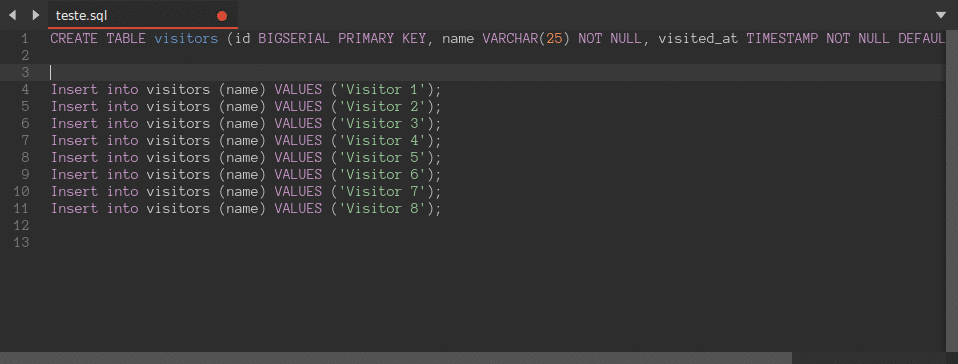 teste.sql
1 CREATE TABLE visitors (id BIGSERIAL PRIMARY KEY, name VARCHAR(25) NOT NULL, visited_at TIMESTAMP NOT NULL DEFAUL
2
3
4 Insert into visitors (name) VALUES ('Visitor 1');
5 Insert into visitors (name) VALUES ('Visitor 2');
6 Insert into visitors (name) VALUES ('Visitor 3');
7 Insert into visitors (name) VALUES ('Visitor 4');
8 Insert into visitors (name) VALUES ('Visitor 5');
9 Insert into visitors (name) VALUES ('Visitor 6');
10 Insert into visitors (name) VALUES ('Visitor 7');
11 Insert into visitors (name) VALUES ('Visitor 8');
12
13